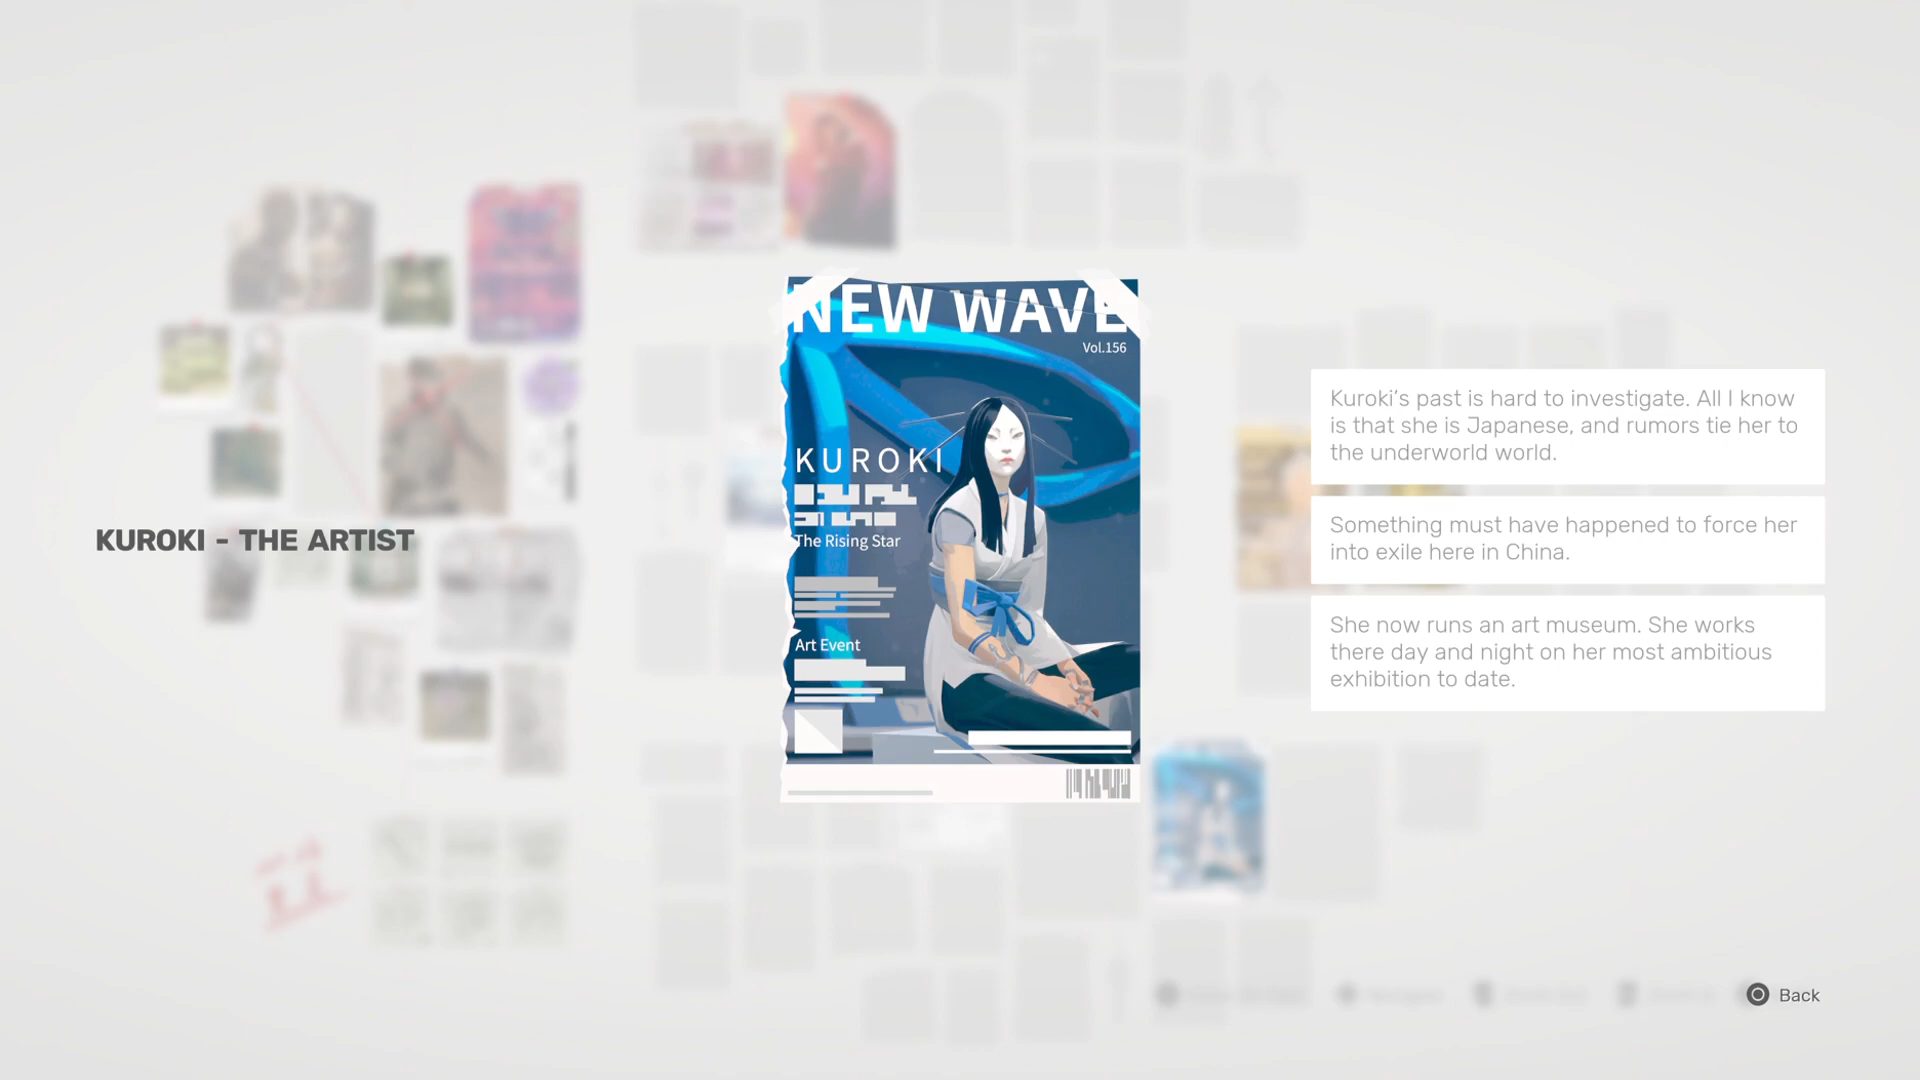 NEW WAVE
Vol.156
KUROKI
The Rising Star
Art Event
KUROKI - THE ARTIST
Kuroki's past is hard to investigate. All I know
is that she is Japanese, and rumors tie her to
the underworld world.
Something must have happened to force her
into exile here in China.
She now runs an art museum. She works
there day and night on her most ambitious
exhibition to date.
Back